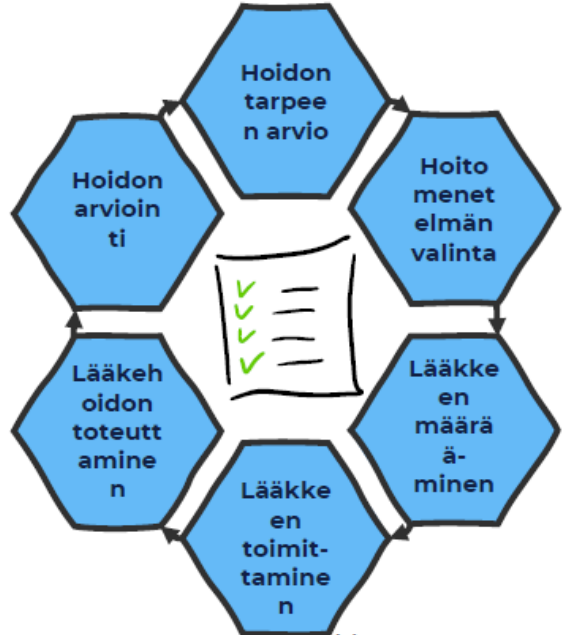 Hoidon
tarpee
n arvio
Hoito
menet
elmän
valinta
Lääkke
en
määrä
ä-
minen
Lääkke
en
toimit-
tamine
n
Lääkeh
oidon
toteutt
amine
n
Hoidon
arvioin
ti